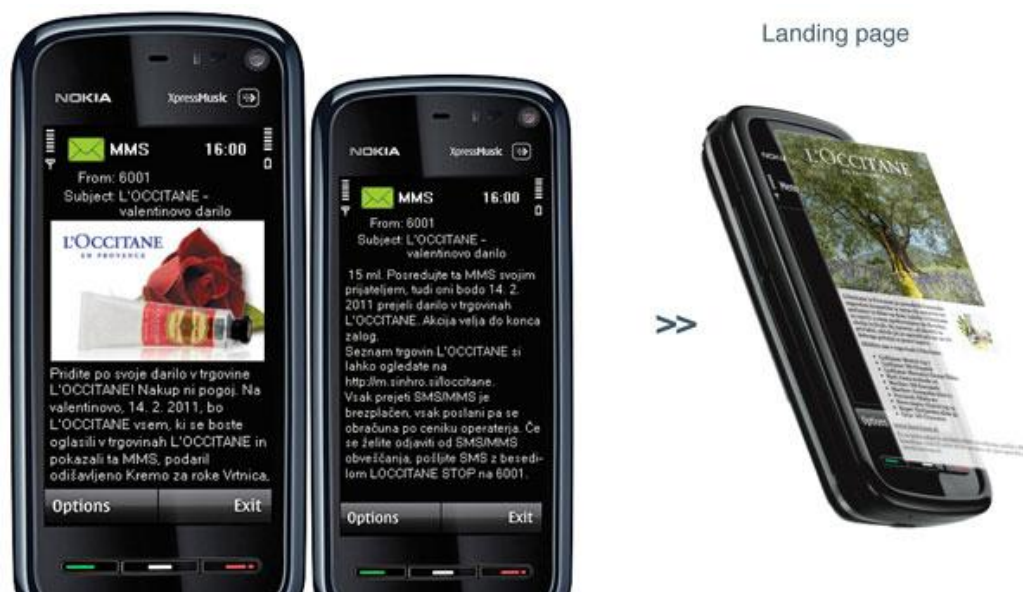 Landing page
NOKIA XpressMusic
MMS 16:00
From: 6001
Subject: L'OCCITANE -
valentinovo darilo
L'OCCITANE
EN PROVENCE
Pridite po svoje darilo v trgovine
L'OCCITANE! Nakup ni pogoj. Na
valentinovo, 14. 2. 2011, bo
L'OCCITANE vsem, ki se boste
oglasili v trgovinah L'OCCITANE in
pokazali ta MMS, podaril
odišavljeno Kremo za roke Vrtnica,
Options Exit
NOKIA XpressMusic
MMS 16:00
From: 6001
Subject: L'OCCITANE -
valentinovo darilo
15 ml. Posredujte ta MMS svojim
prijateljem, tudi oni bodo 14. 2.
2011 prejeli darilo v trgovinah
L'OCCITANE. Akcija velja do konca
zalog.
Seznam trgovin L'OCCITANE si
lahko ogledate na
http://m.sinhro.si/loccitane.
Vsak prejeti SMS/MMS je
brezplačen, vsak poslani pa se
obračuna po ceniku operaterja. Če
se želite odjaviti od SMS/MMS
obveščanja, pošljite SMS z besedi-
lom LOCCITANE STOP na 6001.
Options Exit
>>
L'OCCITANE
Options